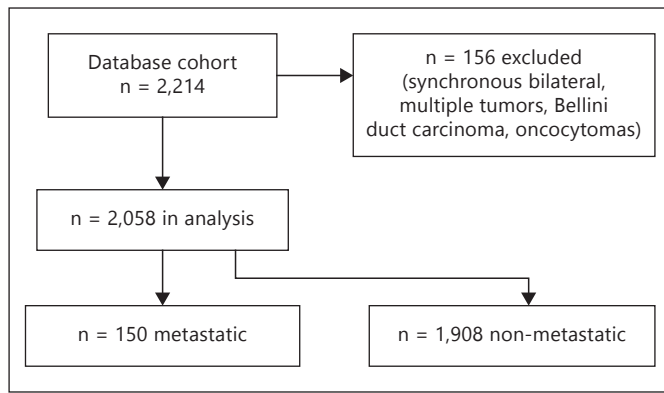 Database cohort
n = 2,214
n = 156 excluded
(synchronous bilateral,
multiple tumors, Bellini
duct carcinoma, oncocytomas)
n = 2,058 in analysis
n = 150 metastatic
n = 1,908 non-metastatic